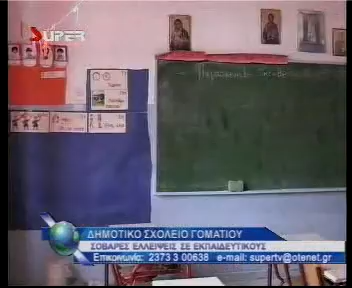 SUPER
ΔΗΜΟΤΙΚΟ ΣΧΟΛΕΙΟ ΓΟΜΑΤΙΟΥ
ΣΟΒΑΡΕΣ ΕΛΛΕΙΨΕΙΣ ΣΕ ΕΚΠΑΙΔΕΥΤΙΚΟΥΣ
Επικοινωνία: 2373 3 00638 e-mail: supertv@otenet.gr